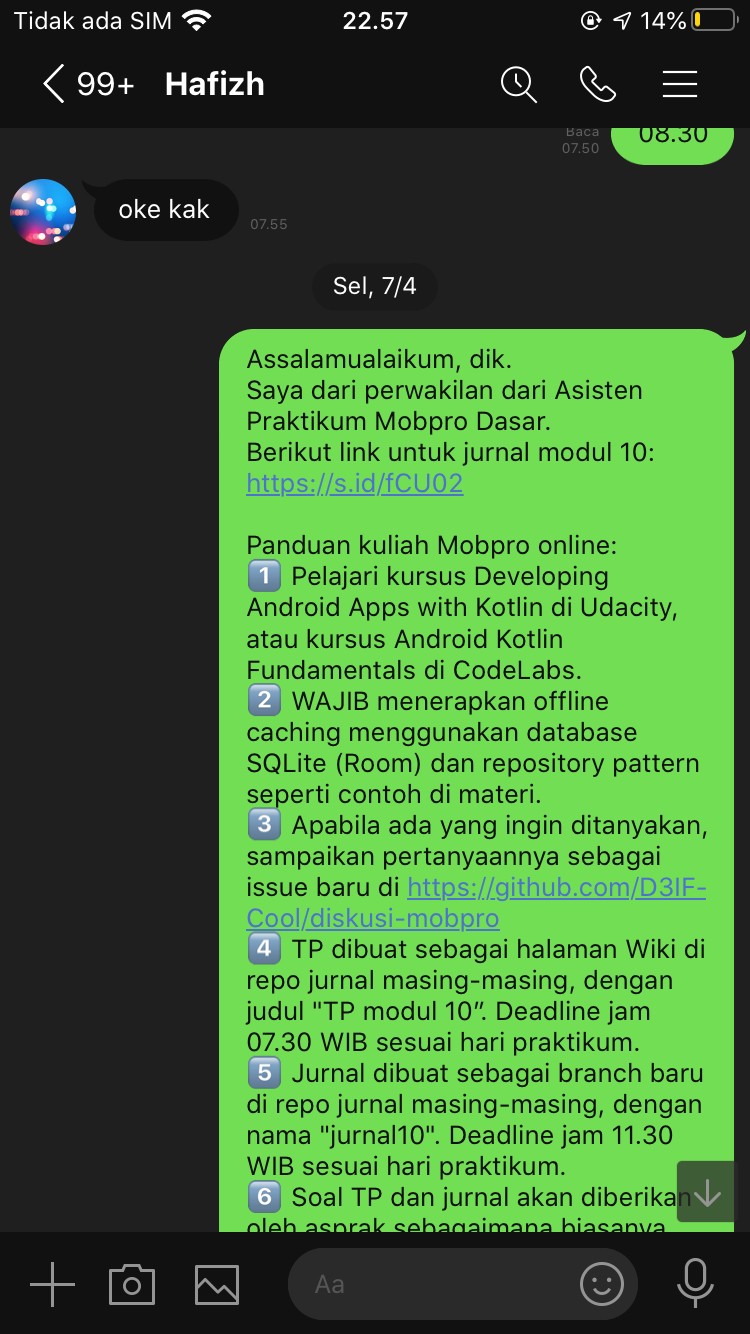 Tidak ada SIM 22.57 14%
99+ Hafizh
Baca
07.50
08.30
oke kak
07.55
Sel, 7/4
Assalamualaikum, dik.
Saya dari perwakilan dari Asisten
Praktikum Mobpro Dasar.
Berikut link untuk jurnal modul 10:
https://s.id/fCU02
Panduan kuliah Mobpro online:
1 Pelajari kursus Developing
Android Apps with Kotlin di Udacity,
atau kursus Android Kotlin
Fundamentals di CodeLabs.
2 WAJIB menerapkan offline
caching menggunakan database
SQLite (Room) dan repository pattern
seperti contoh di materi.
3 Apabila ada yang ingin ditanyakan,
sampaikan pertanyaannya sebagai
issue baru di https://github.com/D3IF-
Cool/diskusi-mobpro
4 TP dibuat sebagai halaman Wiki di
repo jurnal masing-masing, dengan
judul "TP modul 10”. Deadline jam
07.30 WIB sesuai hari praktikum.
5 Jurnal dibuat sebagai branch baru
di repo jurnal masing-masing, dengan
nama "jurnal10". Deadline jam 11.30
WIB sesuai hari praktikum.
6 Soal TP dan jurnal akan diberikan
oleh asprak sebagaimana biasanya
Aa